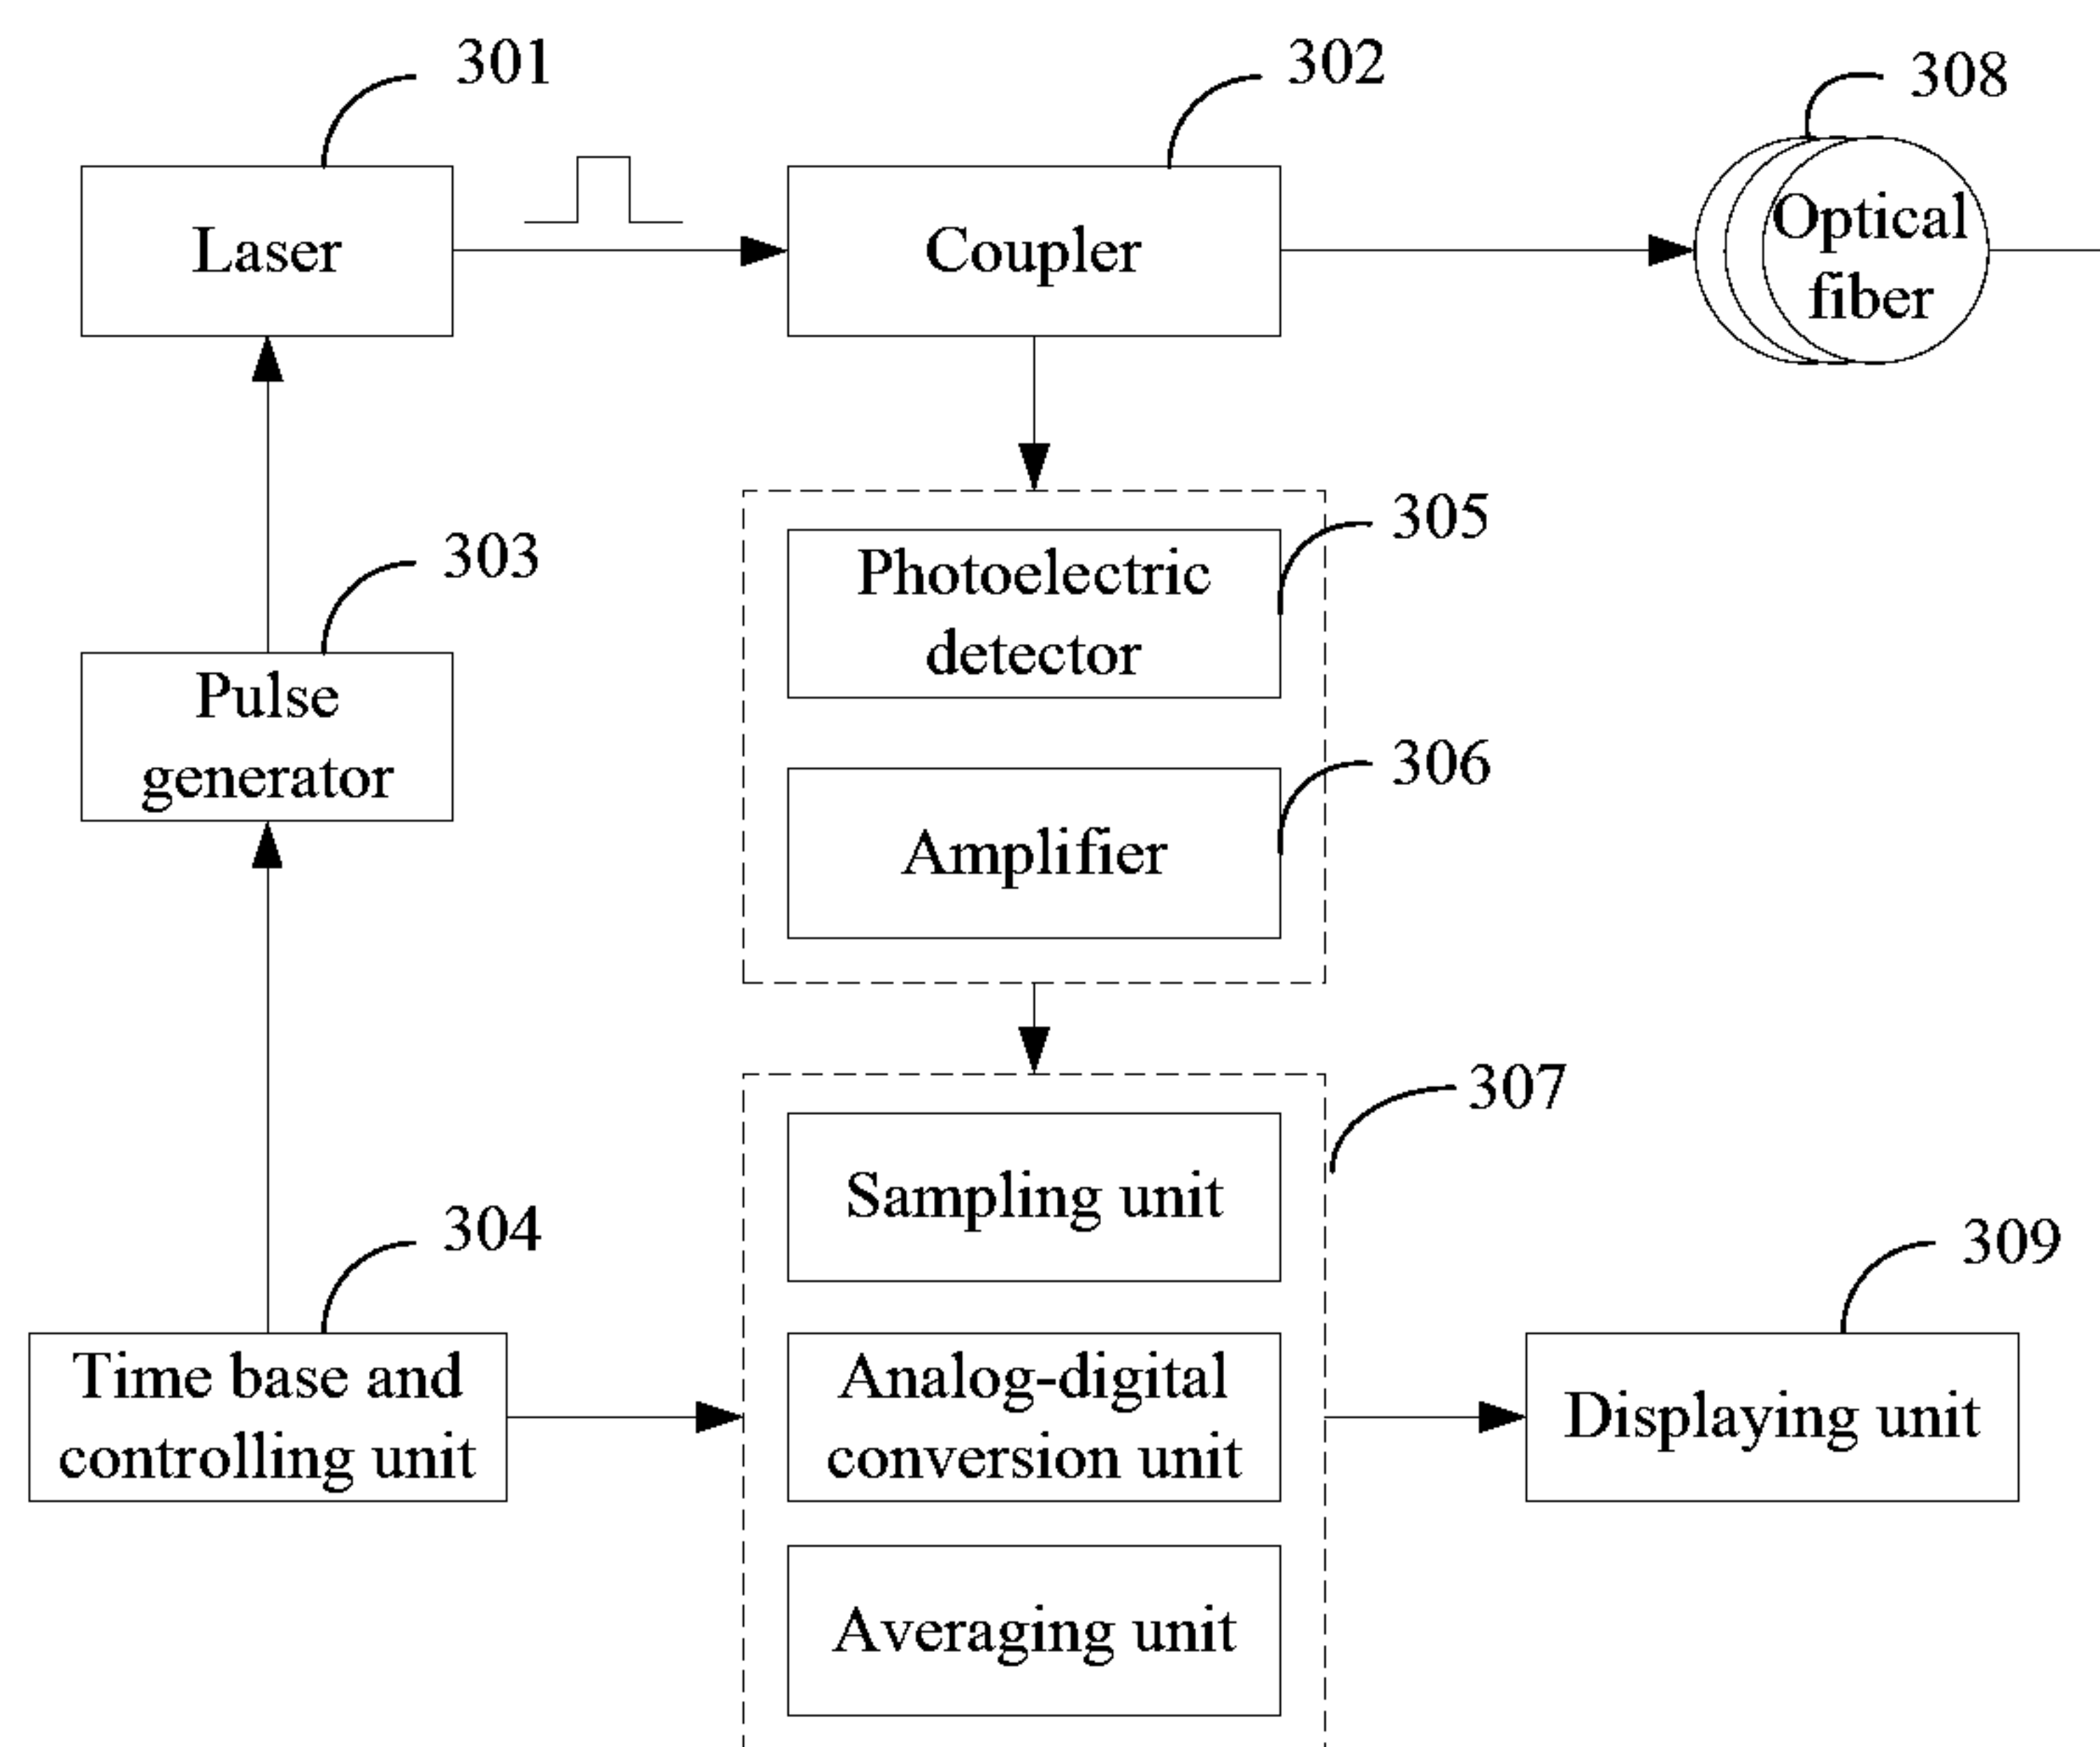 301
302
308
Laser
Coupler
Optical
fiber
303
305
Photoelectric
detector
Pulse
generator
306
Amplifier
307
Sampling unit
304
309
Time base and
controlling unit
Analog-digital
conversion unit
Displaying unit
Averaging unit